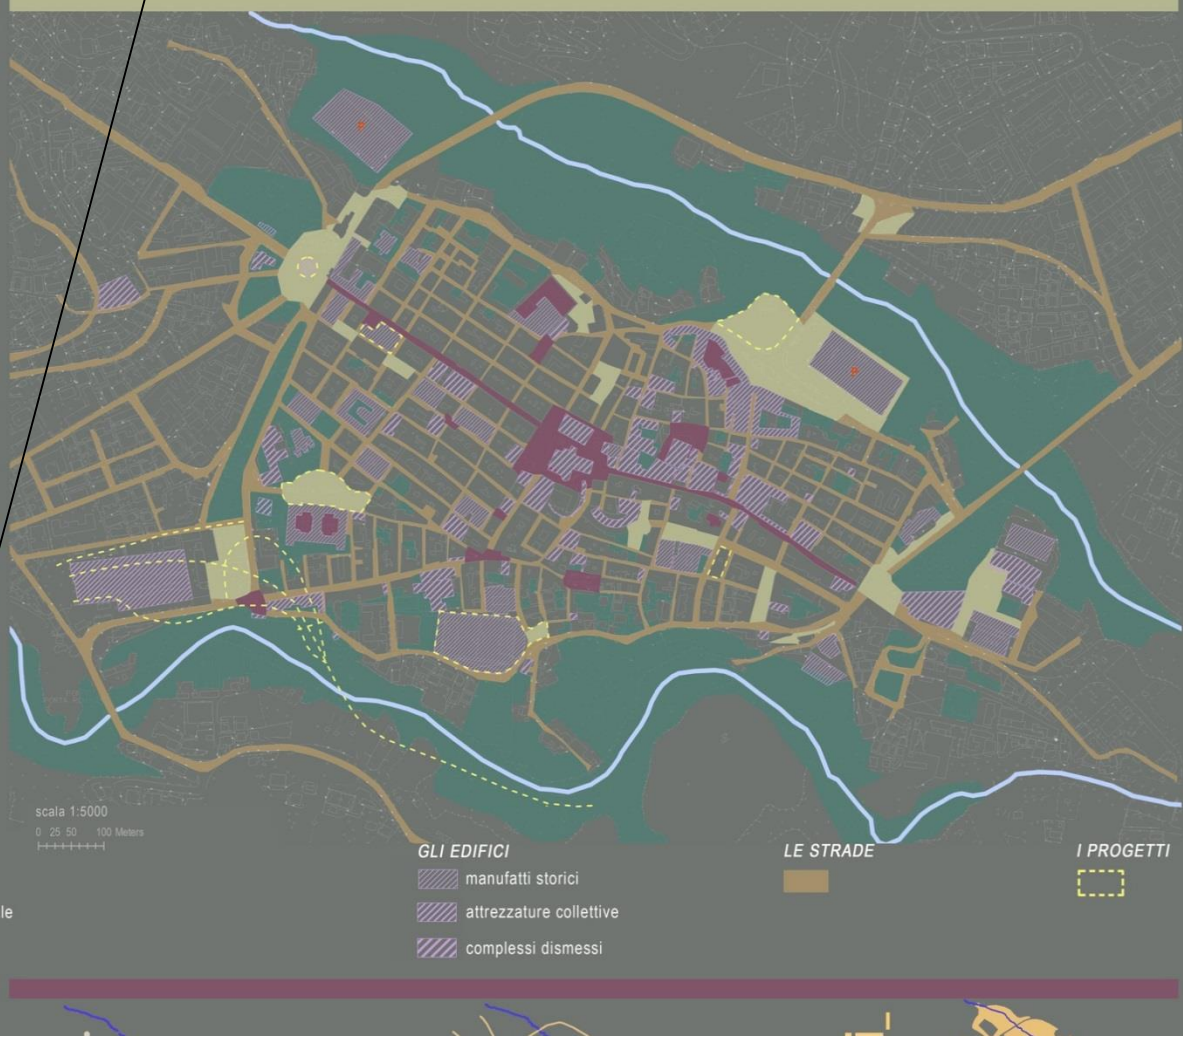 P
P
scala 1:5000
0 25 50 100 Meters
GLI EDIFICI
LE STRADE
I PROGETTI
manufatti storici
le
attrezzature collettive
complessi dismessi